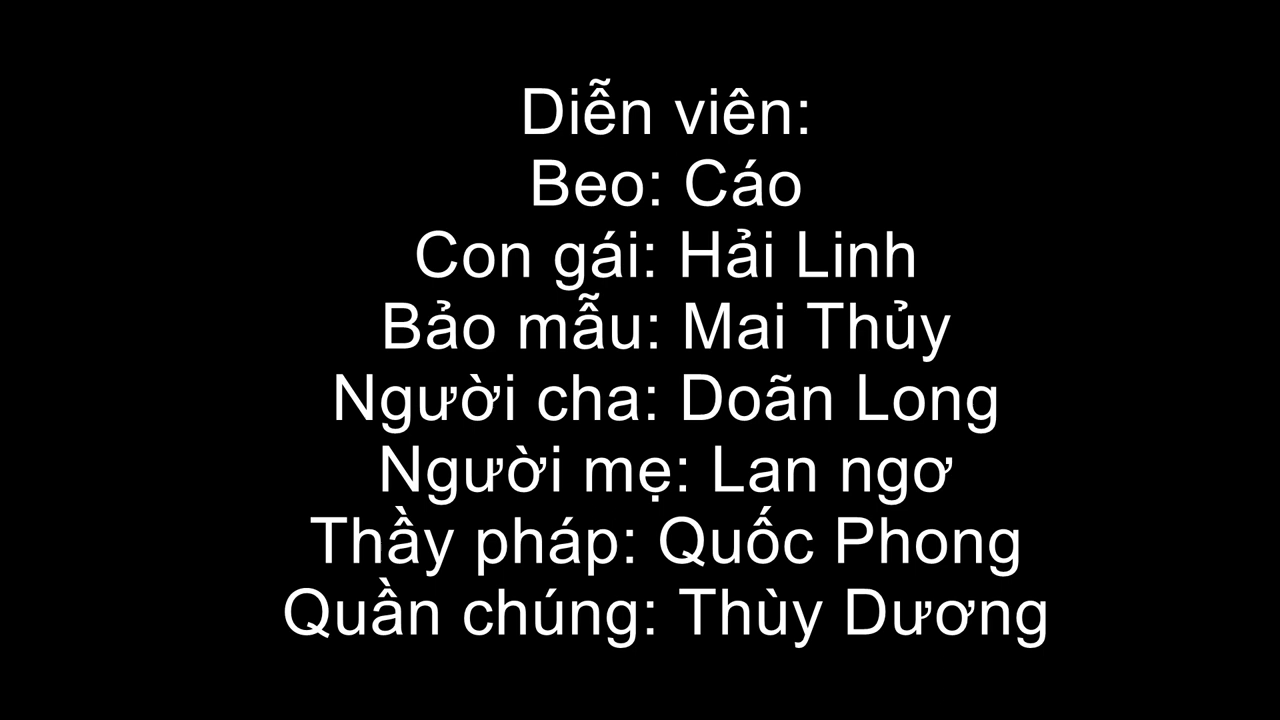 Diễn viên:
Beo: Cáo
Con gái: Hải Linh
Bảo mẫu: Mai Thủy
Người cha: Doãn Long
Người mẹ: Lan ngơ
Thầy pháp: Quốc Phong
Quần chúng: Thùy Dương